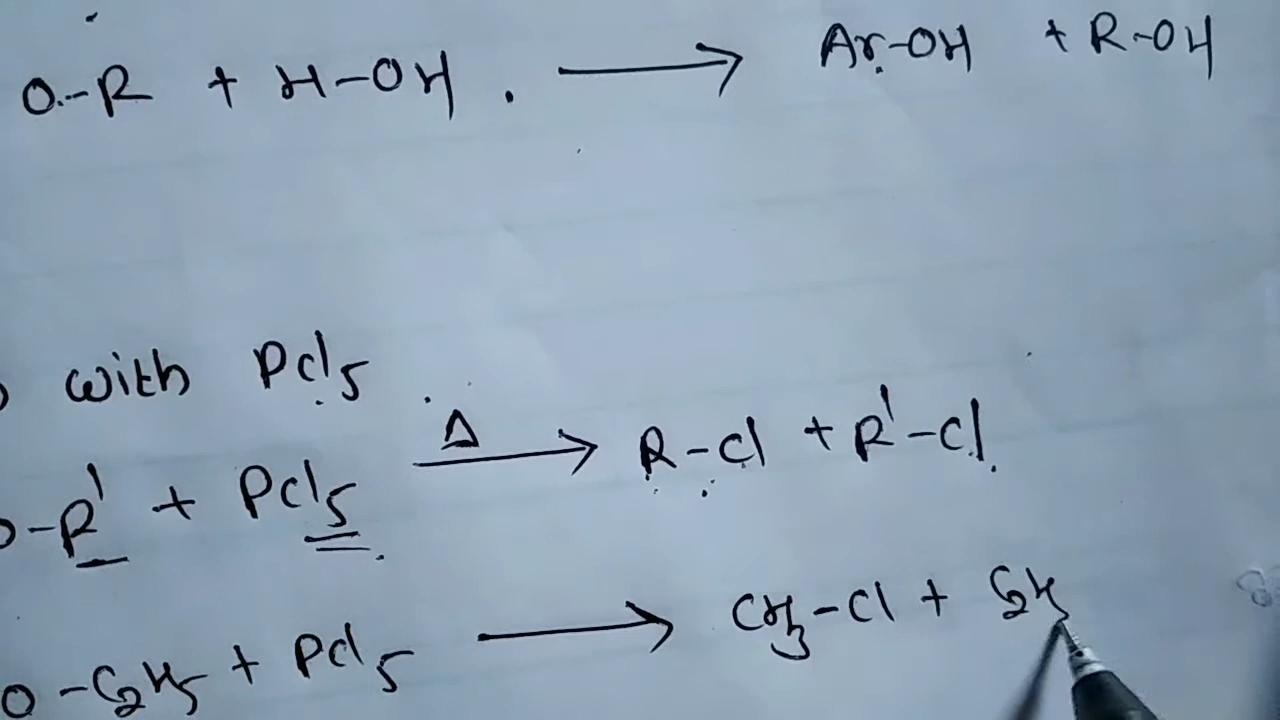 O-R + H-OH → Ar-OH + R-OH
with PCl5
O-R' + PCl5 Δ→ R-Cl + R'-Cl
O-C2H5 + PCl5 → CH3-Cl + C2H5